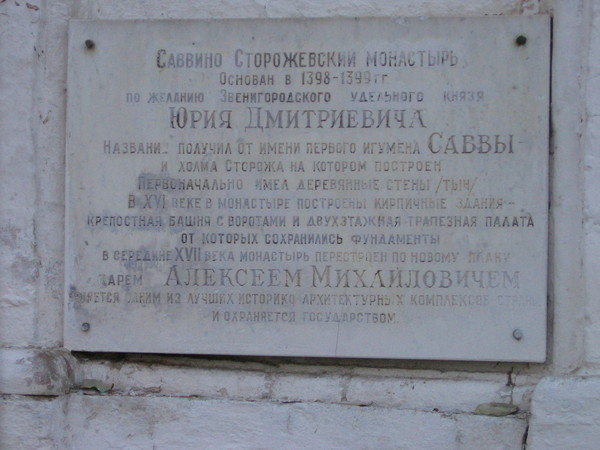 Саввино Сторожевский монастырь
Основан в 1398-1399 гг
по желанию Звенигородского удельного князя
Юрия Дмитриевича
Название получил от имени первого игумена Саввы
и холма Сторожа на котором построен
Первоначально имел деревянные стены /тын/
В XVI веке в монастыре построены кирпичные здания-
крепостная башня с воротами и двухэтажная трапезная палата
от которых сохранились фундаменты
в середине XVII века монастырь перестроен по новому плану
царем Алексеем Михайловичем
одним из лучших историко-архитектурных комплексов
и охраняется государством.